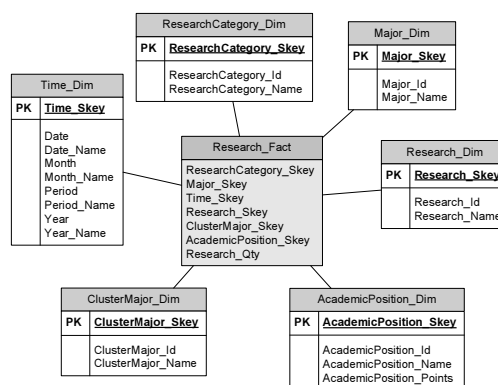 ResearchCategory_Dim
PK ResearchCategory_Skey
ResearchCategory_Id
ResearchCategory_Name
Major_Dim
PK Major_Skey
Major_Id
Major_Name
Time_Dim
PK Time_Skey
Date
Date_Name
Month
Month_Name
Period
Period_Name
Year
Year_Name
Research_Fact
ResearchCategory_Skey
Major_Skey
Time_Skey
Research_Skey
ClusterMajor_Skey
AcademicPosition_Skey
Research_Qty
Research_Dim
PK Research_Skey
Research_Id
Research_Name
ClusterMajor_Dim
PK ClusterMajor_Skey
ClusterMajor_Id
ClusterMajor_Name
AcademicPosition_Dim
PK AcademicPosition_Skey
AcademicPosition_Id
AcademicPosition_Name
AcademicPosition_Points